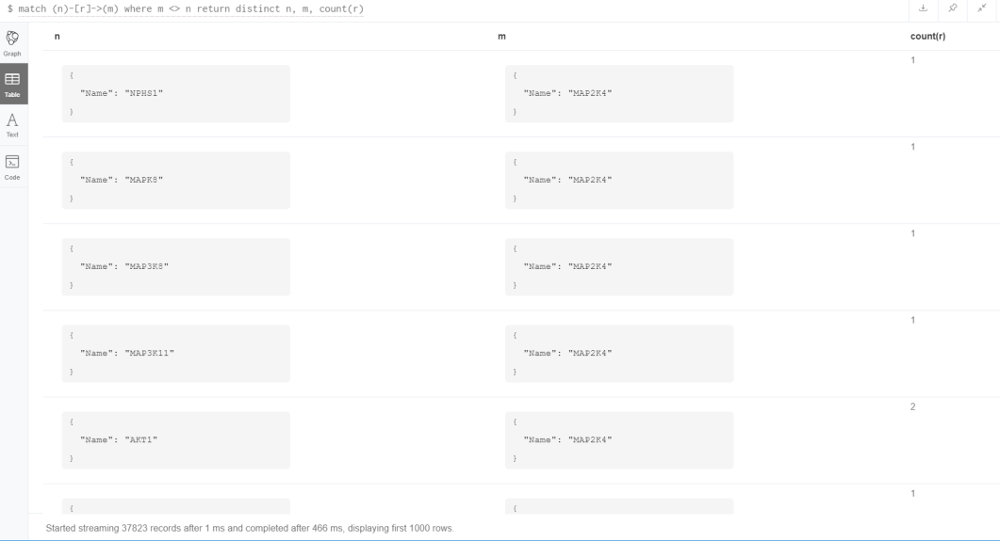 $ match (n)-[r]->(m) where m <> n return distinct n, m, count(r)
Graph
Table
Text
Code
n m count(r)
1
{ {
"Name": "NPHS1" "Name": "MAP2K4"
} }
1
{ {
"Name": "MAPK8" "Name": "MAP2K4"
} }
1
{ {
"Name": "MAP3K8" "Name": "MAP2K4"
} }
1
{ {
"Name": "MAP3K11" "Name": "MAP2K4"
} }
2
{ {
"Name": "AKT1" "Name": "MAP2K4"
} }
1
{ {
Started streaming 37823 records after 1 ms and completed after 466 ms, displaying first 1000 rows.